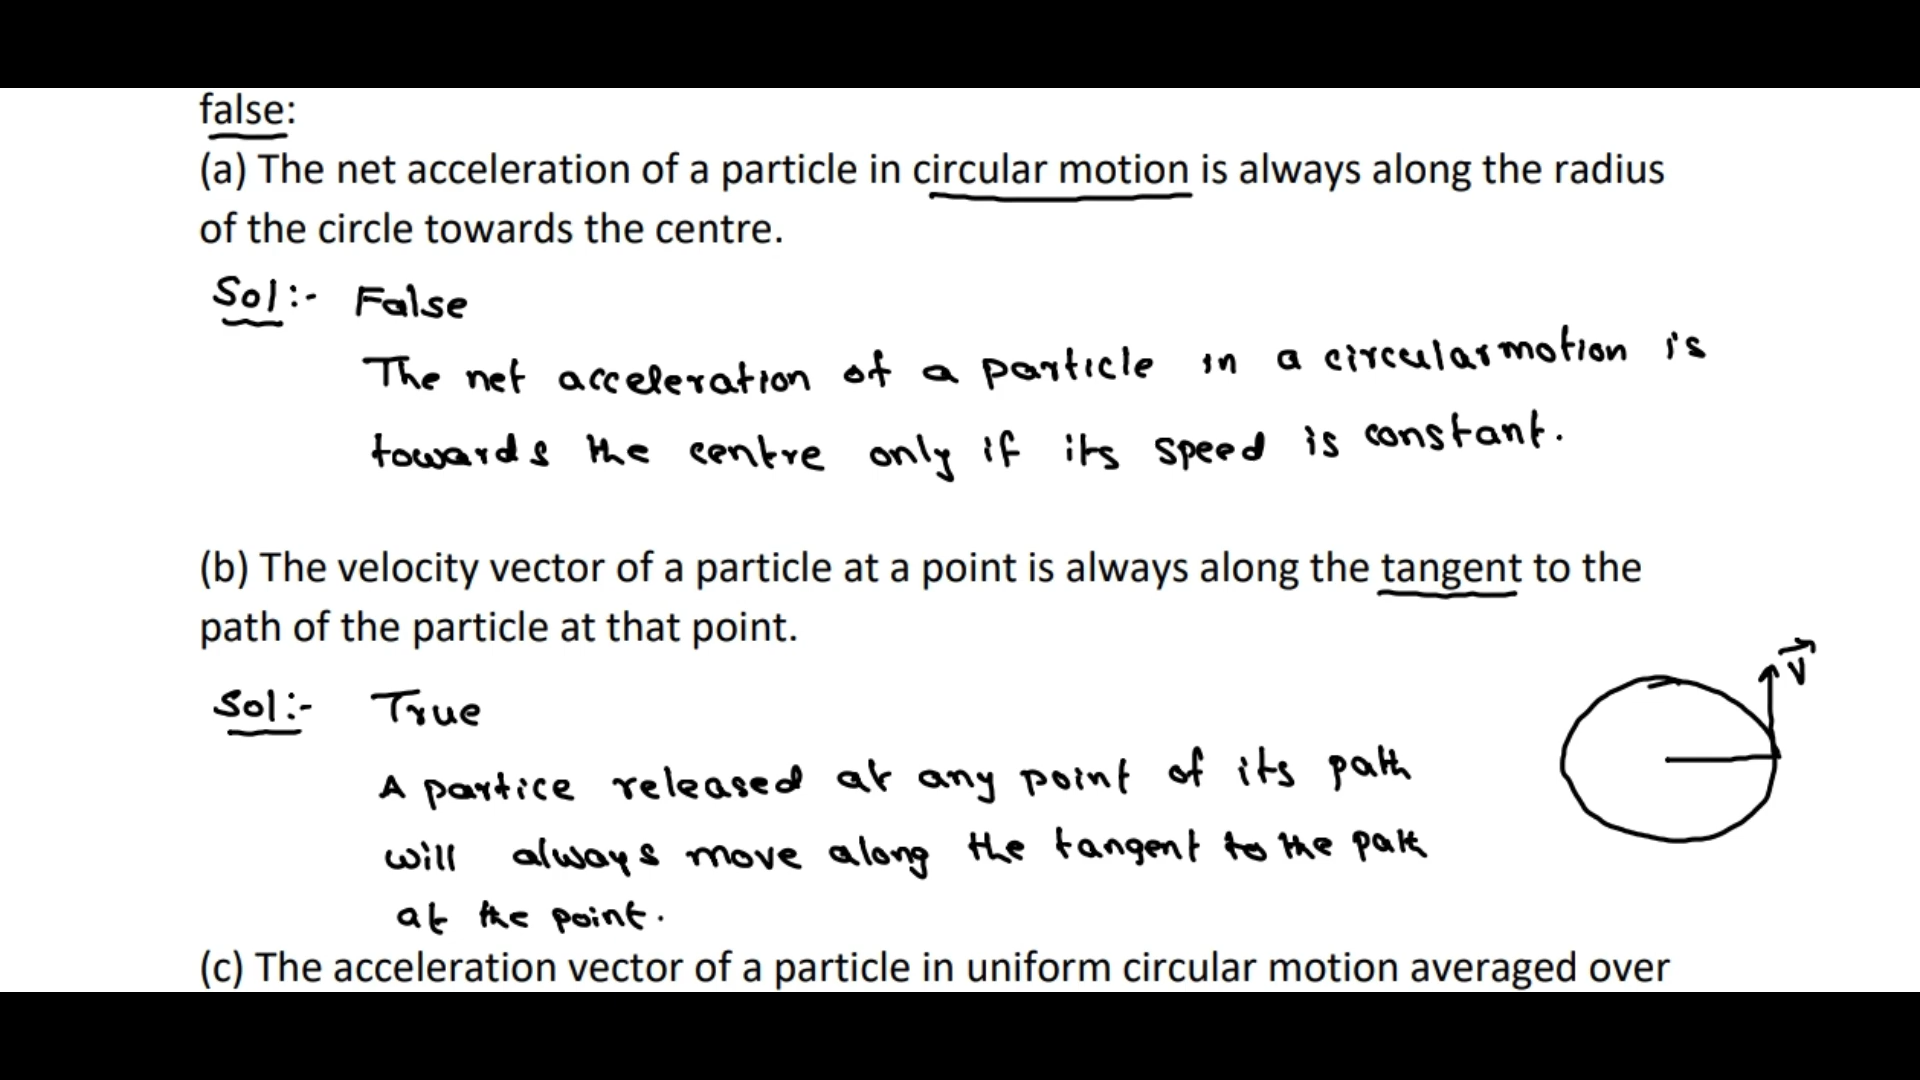 false:
(a) The net acceleration of a particle in circular motion is always along the radius
of the circle towards the centre.
Sol:- False
The net acceleration of a particle in a circular motion is
towards the centre only if its speed is constant.
(b) The velocity vector of a particle at a point is always along the tangent to the
path of the particle at that point.
V
Sol:- True
A partice released at any point of its path
will always move along the tangent to the path
at the point.
(c) The acceleration vector of a particle in uniform circular motion averaged over